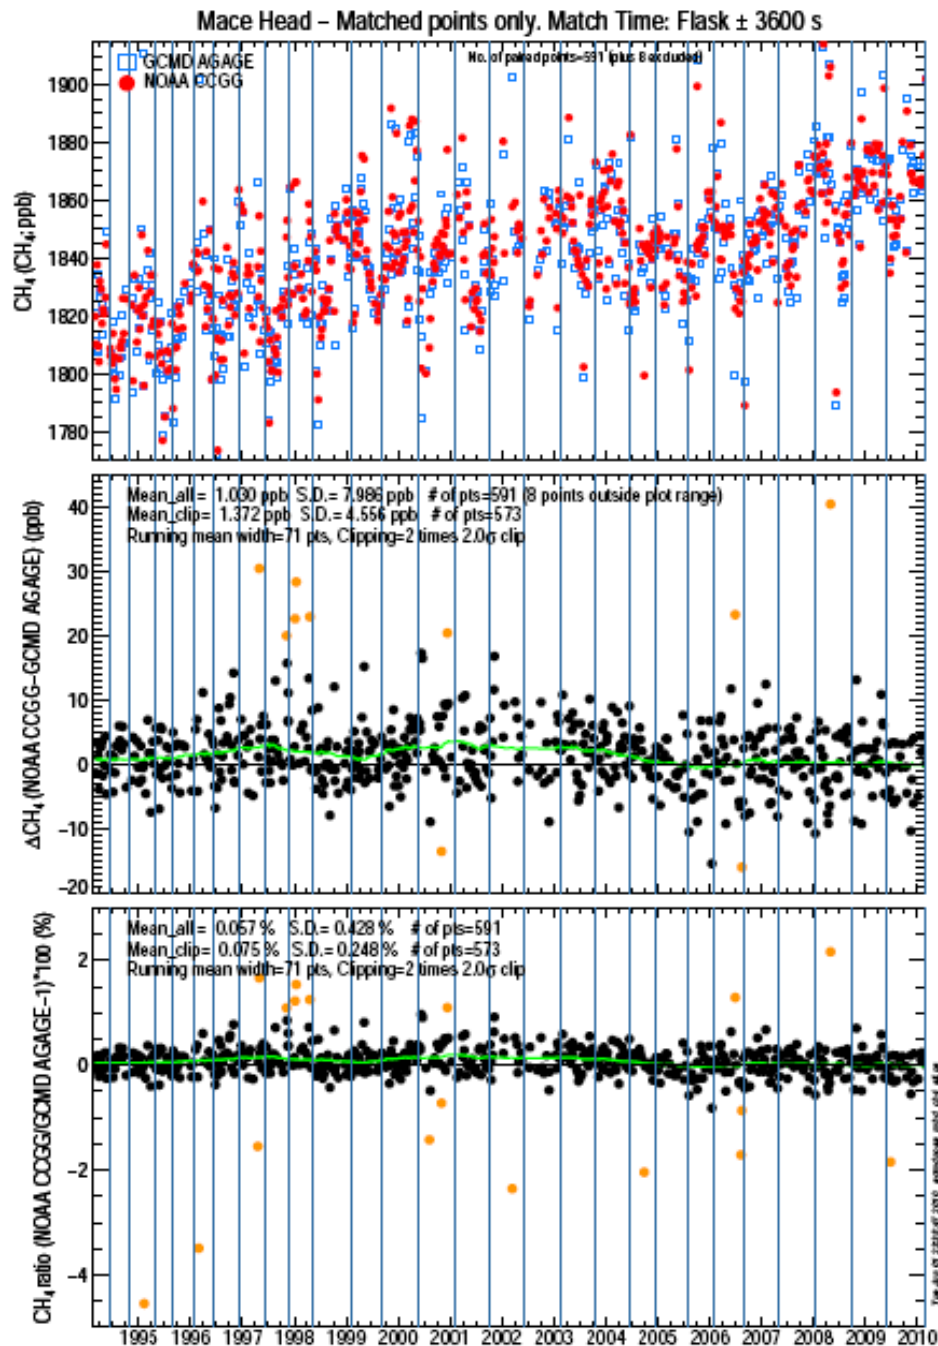 Mace Head – Matched points only. Match Time: Flask ± 3600 s
GCMD AGAGE
NOAA CCGG
No. of paired points=591 (plus 8 excluded)
CH₄ (CH₄; ppb)
1900
1880
1860
1840
1820
1800
1780
Mean_all = 1.030 ppb S.D.= 7.986 ppb # of pts=591 (8 points outside plot range)
Mean_clip= 1.372 ppb S.D.= 4.556 ppb # of pts=573
Running mean width=71 pts, Clipping=2 times 2.0σ clip
ΔCH₄ (NOAA CCGG–GCMD AGAGE) (ppb)
40
30
20
10
0
-10
-20
Mean_all = 0.057 % S.D.= 0.428 % # of pts=591
Mean_clip= 0.075 % S.D.= 0.248 % # of pts=573
Running mean width=71 pts, Clipping=2 times 2.0σ clip
CH₄ ratio (NOAA CCGG/GCMD AGAGE–1)*100 (%)
2
0
-2
-4
1995 1996 1997 1998 1999 2000 2001 2002 2003 2004 2005 2006 2007 2008 2009 2010